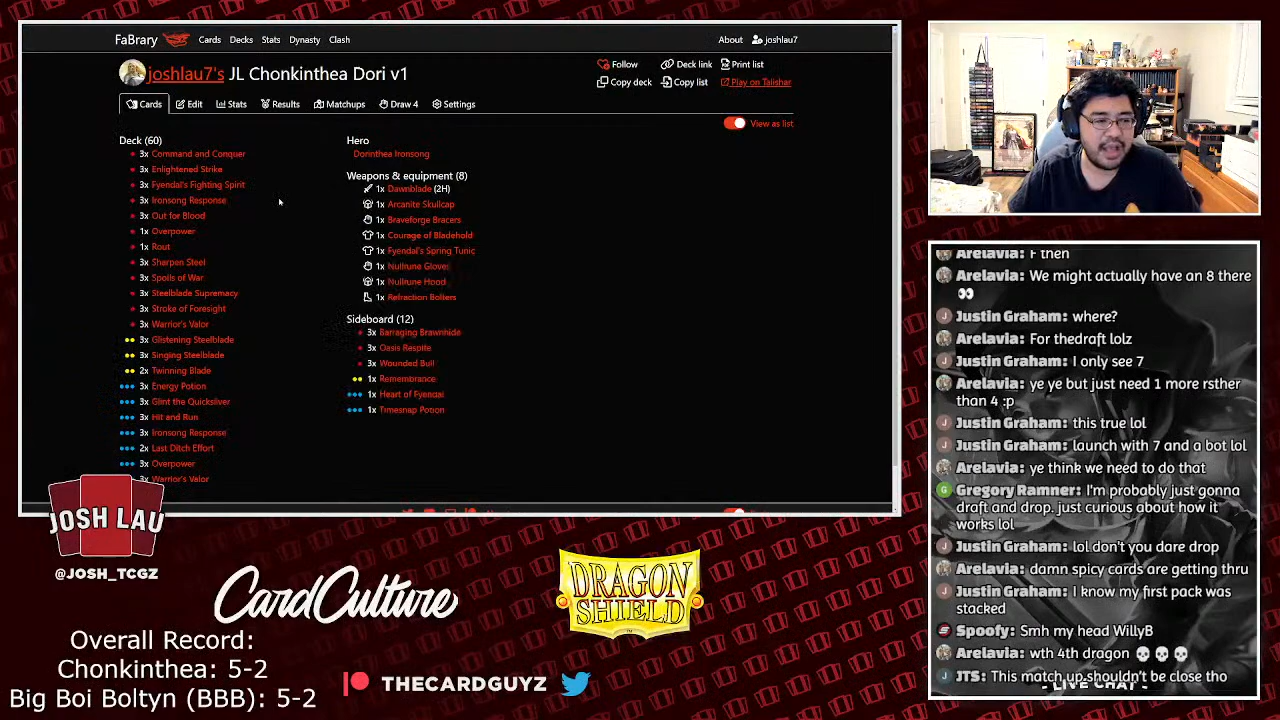 FaBrary Cards Decks Stats Dynasty Clash About joshlau7
joshlau7's JL Chonkinthea Dori v1
Follow Deck link Print list
Copy deck Copy list Play on Talishar
Cards Edit Stats Results Matchups Draw 4 Settings
View as list
Deck (60)
3x Command and Conquer
3x Enlightened Strike
3x Fyendal's Fighting Spirit
3x Ironsong Response
3x Out for Blood
1x Overpower
1x Rout
3x Sharpen Steel
3x Spoils of War
3x Steelblade Supremacy
3x Stroke of Foresight
3x Warrior's Valor
3x Glistening Steelblade
3x Singing Steelblade
2x Twinning Blade
3x Energy Potion
3x Glint the Quicksilver
3x Hit and Run
3x Ironsong Response
2x Last Ditch Effort
3x Overpower
3x Warrior's Valor
Hero
Dorinthea Ironsong
Weapons & equipment (8)
1x Dawnblade (2H)
1x Arcanite Skullcap
1x Braveforge Bracers
1x Courage of Bladehold
1x Fyendal's Spring Tunic
1x Nullrune Gloves
1x Nullrune Hood
1x Refraction Bolters
Sideboard (12)
3x Barraging Brawnhide
3x Oasis Respite
3x Wounded Bull
1x Remembrance
1x Heart of Fyendal
1x Timesnap Potion
Arelavia: F then
Arelavia: We might actually have an 8 there
👀
Justin Graham: where?
Arelavia: For thedraft lolz
Justin Graham: I only see 7
Arelavia: ye ye but just need 1 more rsther
than 4 :p
Justin Graham: this true lol
Justin Graham: launch with 7 and a bot lol
Arelavia: ye think we need to do that
Gregory Ramner: I'm probably just gonna
draft and drop. just curious about how it
works lol
Justin Graham: lol don't you dare drop
Arelavia: damn spicy cards are getting thru
Justin Graham: I know my first pack was
stacked
Spoofy: Smh my head WillyB
Arelavia: wth 4th dragon 💀💀💀
JTS: This match up shouldn't be close tho
- LIVE CHAT -
JOSH LAU
@JOSH_TCGZ
CardCulture
DRAGON
SHIELD
Overall Record:
Chonkinthea: 5-2
Big Boi Boltyn (BBB): 5-2
THECARDGUYZ